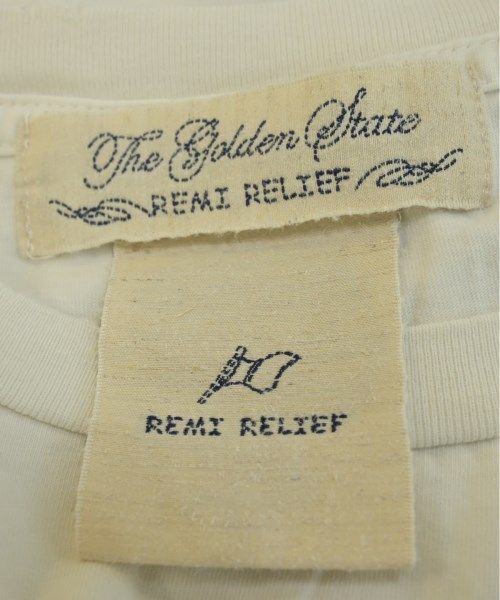 The Golden State
REMI RELIEF
REMI RELIEF